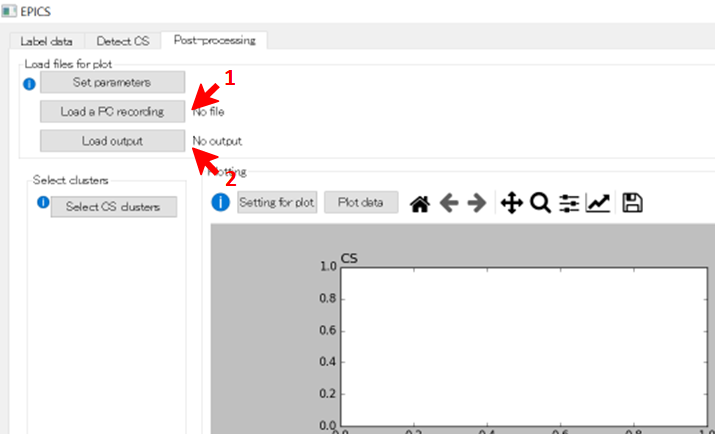 EPICS
Label data Detect CS Post-processing
Load files for plot
Set parameters
1
Load a PC recording No file
Load output No output
2
Select clusters Plotting
Select CS clusters Setting for plot Plot data
CS
1.0
0.8
0.6
0.4
0.2
0.0
0.0 0.2 0.4 0.6 0.8 1.0